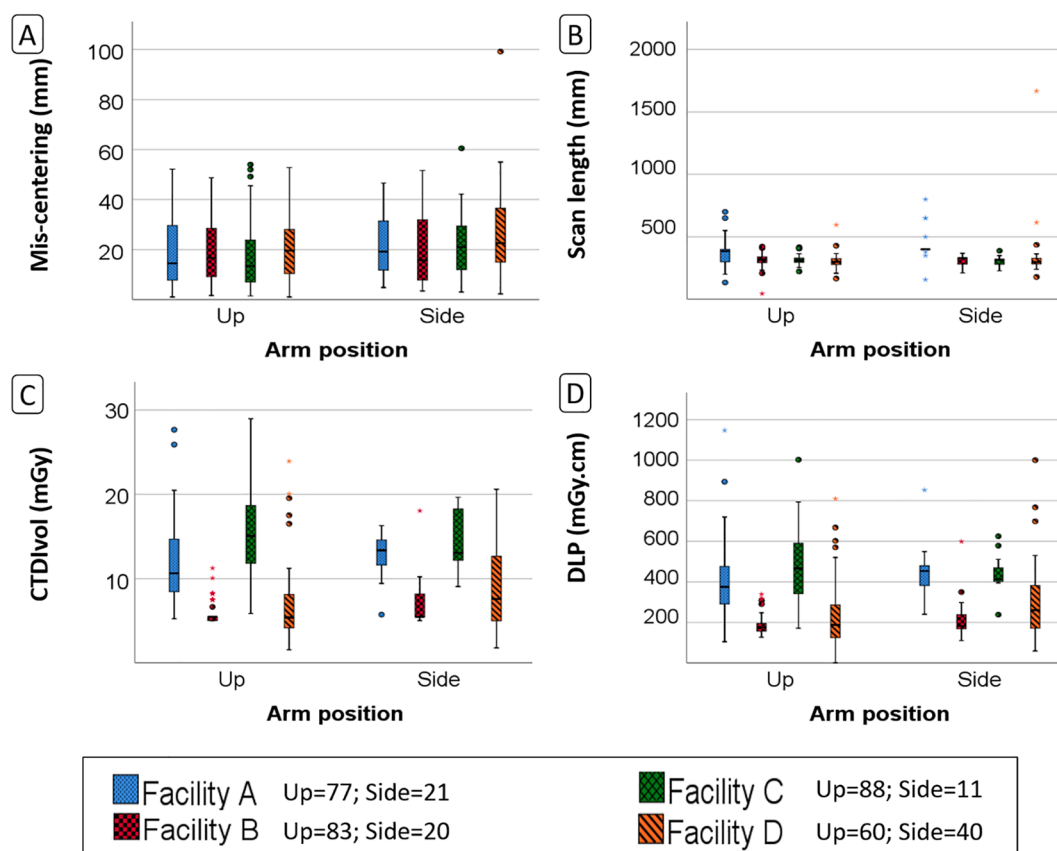 A
Mis-centering (mm)
100
80
60
40
20
Up
Side
Arm position
B
Scan length (mm)
2000
1500
1000
500
Up
Side
Arm position
C
CTDIvol (mGy)
30
20
10
Up
Side
Arm position
D
DLP (mGy.cm)
1200
1000
800
600
400
200
Up
Side
Arm position
Facility A Up=77; Side=21
Facility B Up=83; Side=20
Facility C Up=88; Side=11
Facility D Up=60; Side=40